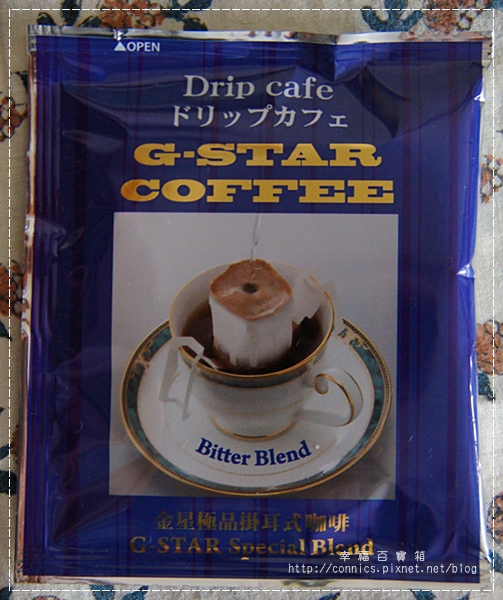 ▲OPEN
Drip cafe
ドリップカフェ
G-STAR
COFFEE
Bitter Blend
金星極品掛耳式咖啡
G-STAR Special Blend
幸福百寶箱
http://connics.pixnet.net/blog